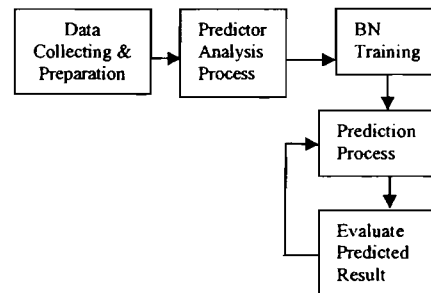 Data
Collecting &
Preparation
Predictor
Analysis
Process
BN
Training
Prediction
Process
Evaluate
Predicted
Result